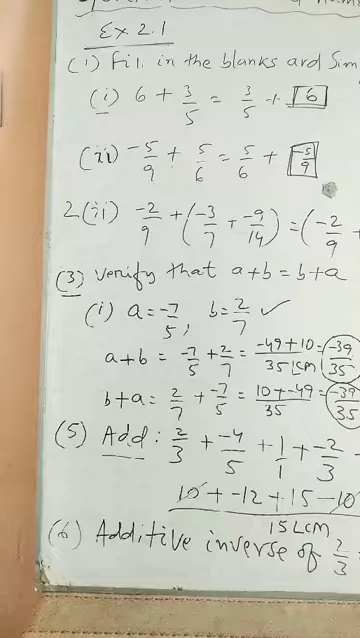 Ex 2.1
(1) Fill in the blanks and Sim
(i) 6 + 3/5 = 3/5 + 6
(ii) -5/9 + 5/6 = 5/6 + -5/9
2(ii) -2/9 + (-3/7 + -9/14) = (-2/9 +
(3) verify that a+b = b+a
(i) a = -7/5, b = 2/7 ✓
a+b = -7/5 + 2/7 = -49+10/35 LCM = -39/35
b+a = 2/7 + -7/5 = 10+-49/35 = -39/35
(5) Add : 2/3 + -4/5 + 1/1 + -2/3
10 + -12 + 15 - 10
15 LCM
(6) Additive inverse of 2/3